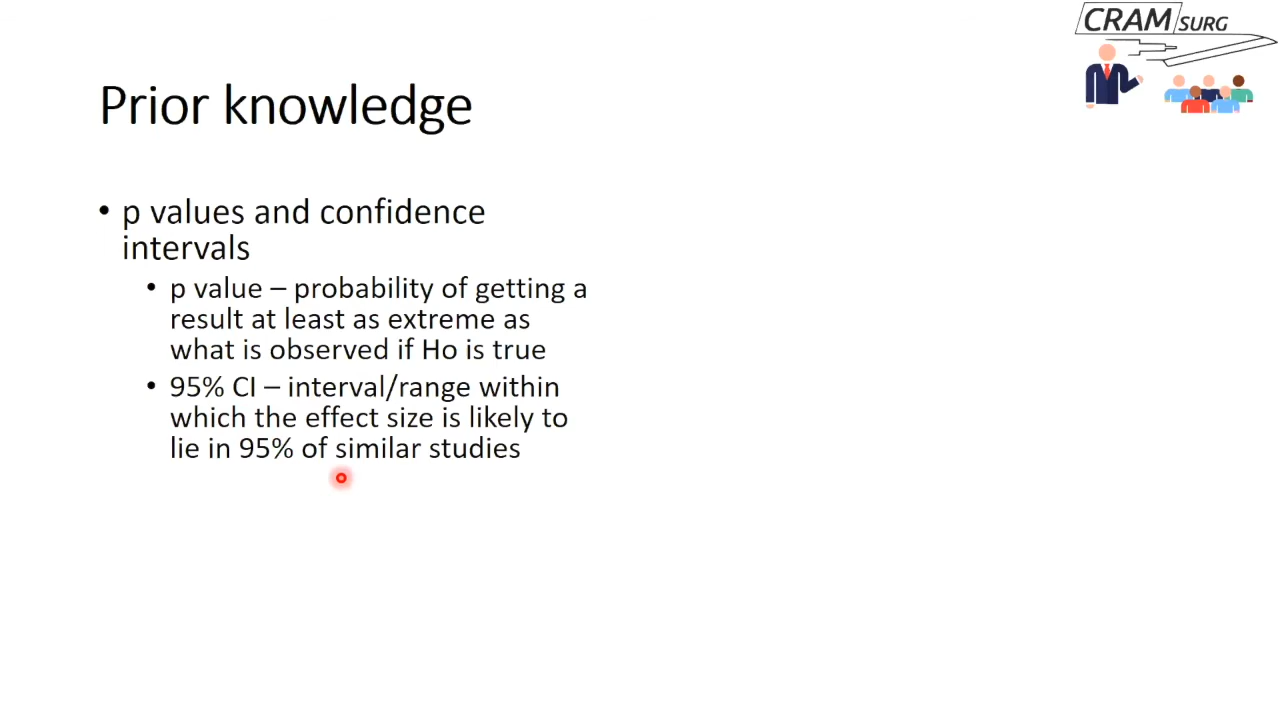 CRAM SURG
Prior knowledge
• p values and confidence
intervals
• p value – probability of getting a
result at least as extreme as
what is observed if Ho is true
• 95% CI – interval/range within
which the effect size is likely to
lie in 95% of similar studies